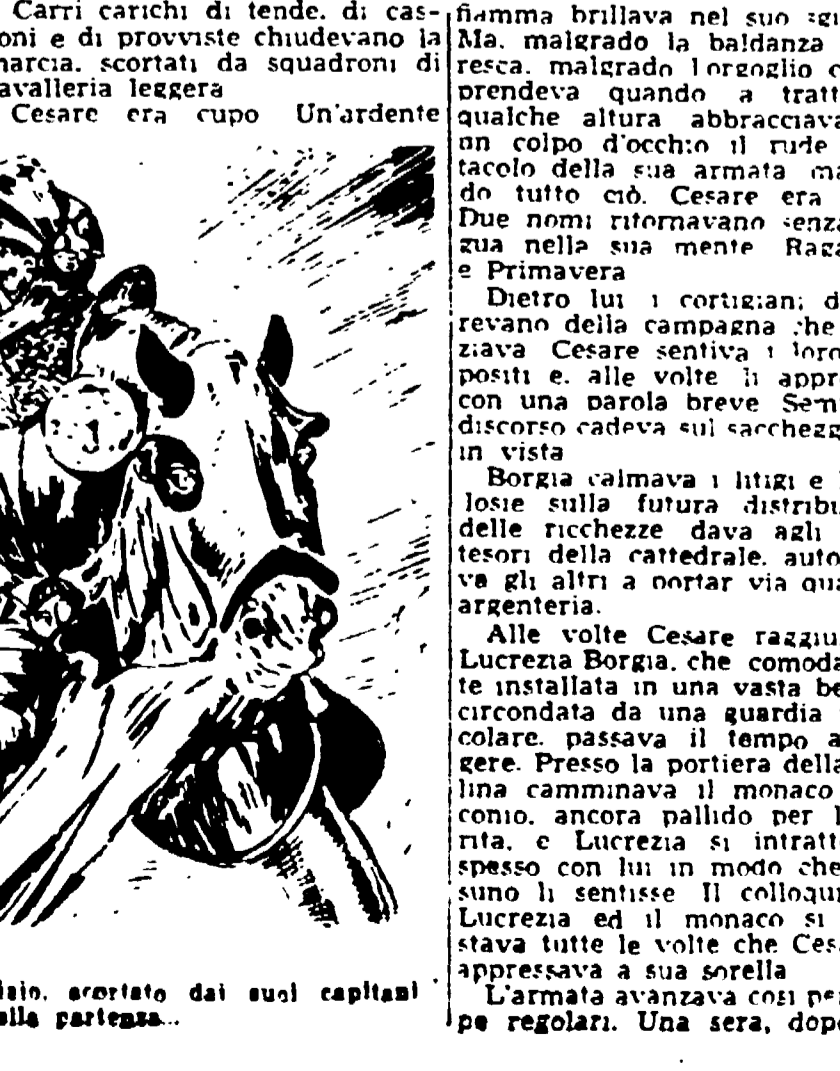 Carri carichi di tende. di cas-
oni e di provviste chiudevano la
marcia. scortati da squadroni di
avalleria leggera
Cesare era cupo Un'ardente
fiamma brillava nel suo
Ma. malgrado la baldanza
resca. malgrado l orgoglio
prendeva quando a tratt
qualche altura abbracciava
un colpo d'occhio il rude
tacolo della sua armata ma
do tutto ciò. Cesare era
Due nomi ritornavano senza
gua nella sua mente Raga
e Primavera
Dietro lui i cortigiani d
revano della campagna che
ziava Cesare sentiva i loro
positi e. alle volte li appr
con una parola breve Sem
discorso cadeva sul sacchegg
in vista
Borgia calmava i litigi e
losie sulla futura distribu
delle ricchezze dava agli
tesori della cattedrale. auto
va gli altri a portar via qua
argenteria.
Alle volte Cesare raggiu
Lucrezia Borgia. che comoda
te installata in una vasta be
circondata da una guardia
colare. passava il tempo a
gere. Presso la portiera della
lina camminava il monaco
conio. ancora pallido per l
rita. e Lucrezia si intratt
spesso con lui in modo che
suno li sentisse Il colloqu
Lucrezia ed il monaco si
stava tutte le volte che Ces
appressava a sua sorella
L'armata avanzava cosi per
pe regolari. Una sera, dopo
scortato dai suoi capitani
alla partenza...